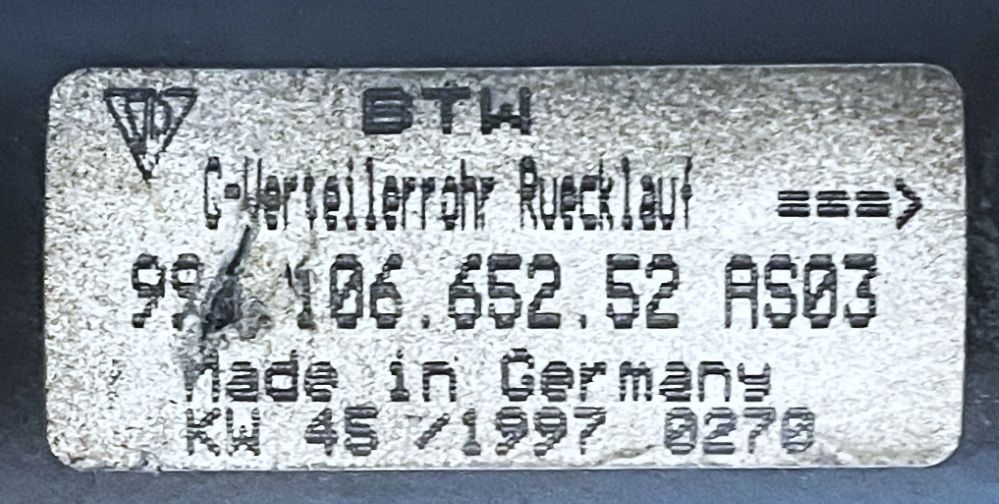 BTW
C-Verteilerrohr Ruecklauf ===>
106.652.52 AS03
Made in Germany
KW 45 /1997 0270